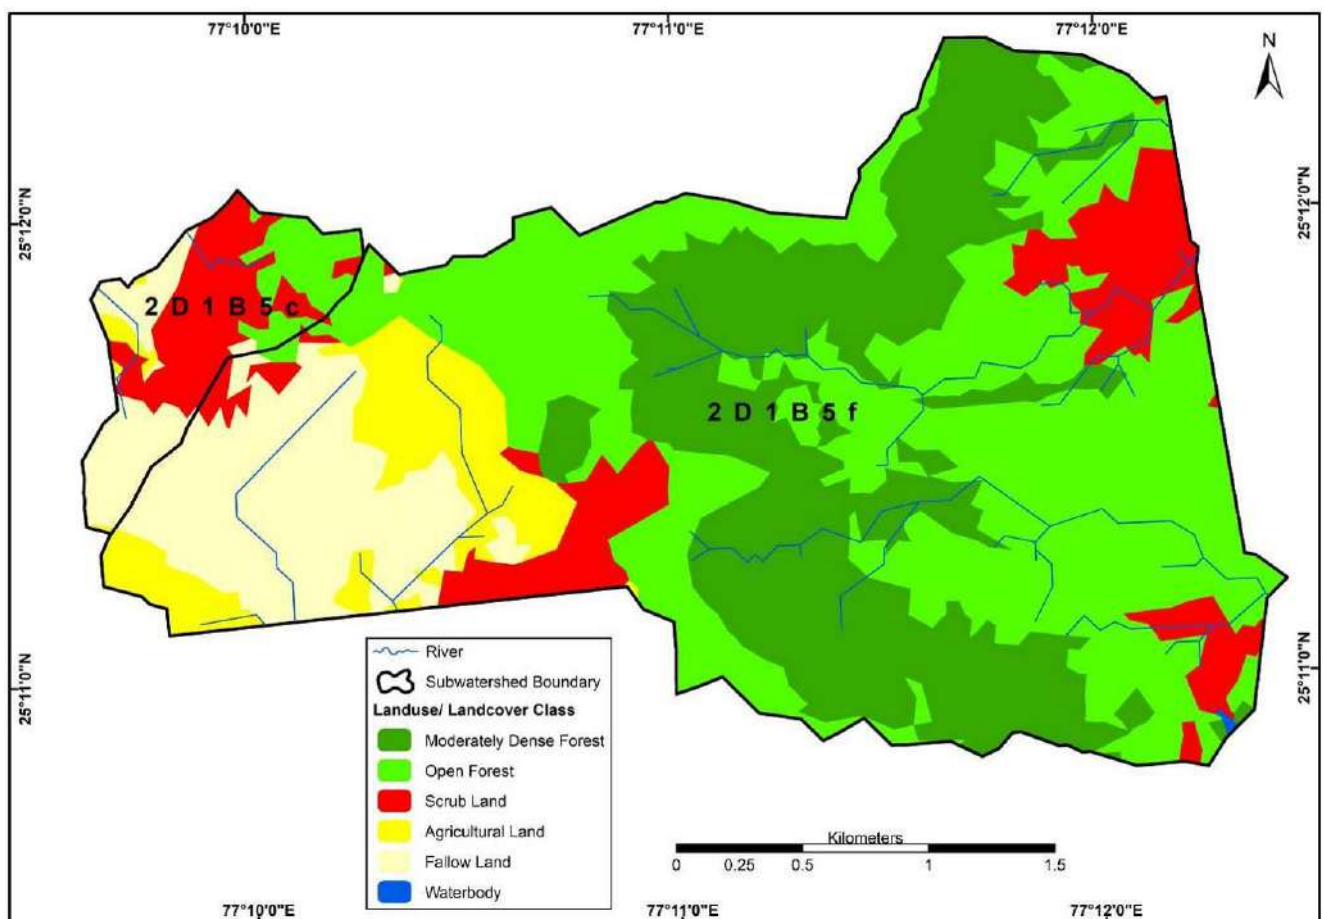 77°10'0"E 77°11'0"E 77°12'0"E
N
25°12'0"N 25°12'0"N
2 D 1 B 5 c
2 D 1 B 5 f
25°11'0"N 25°11'0"N
River
Subwatershed Boundary
Landuse/ Landcover Class
Moderately Dense Forest
Open Forest
Scrub Land
Agricultural Land
Fallow Land
Waterbody
Kilometers
0 0.25 0.5 1 1.5
77°10'0"E 77°11'0"E 77°12'0"E